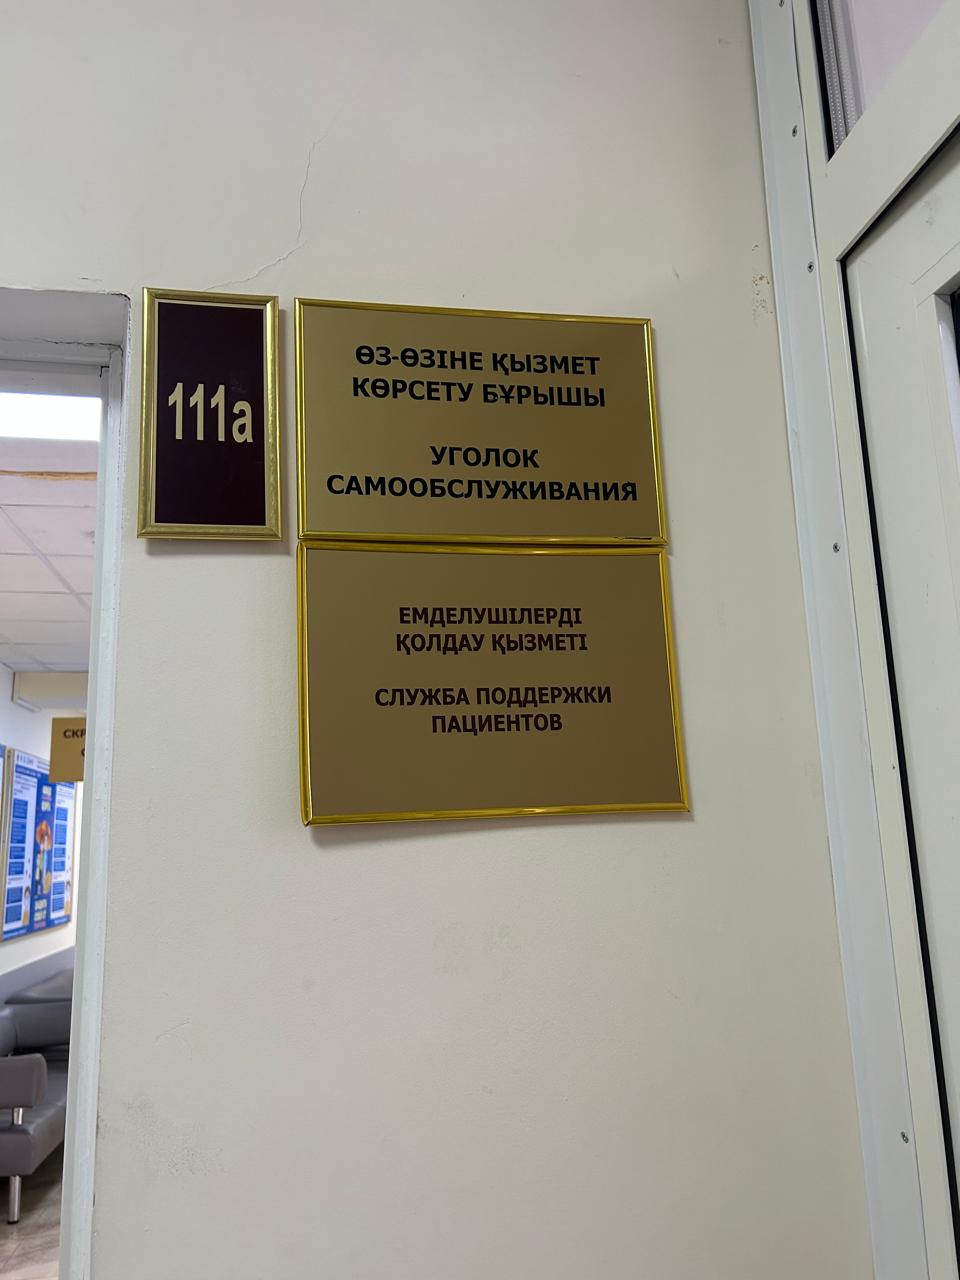 111а
ӨЗ-ӨЗІНЕ ҚЫЗМЕТ
КӨРСЕТУ БҰРЫШЫ
УГОЛОК
САМООБСЛУЖИВАНИЯ
ЕМДЕЛУШІЛЕРДІ
ҚОЛДАУ ҚЫЗМЕТІ
СЛУЖБА ПОДДЕРЖКИ
ПАЦИЕНТОВ